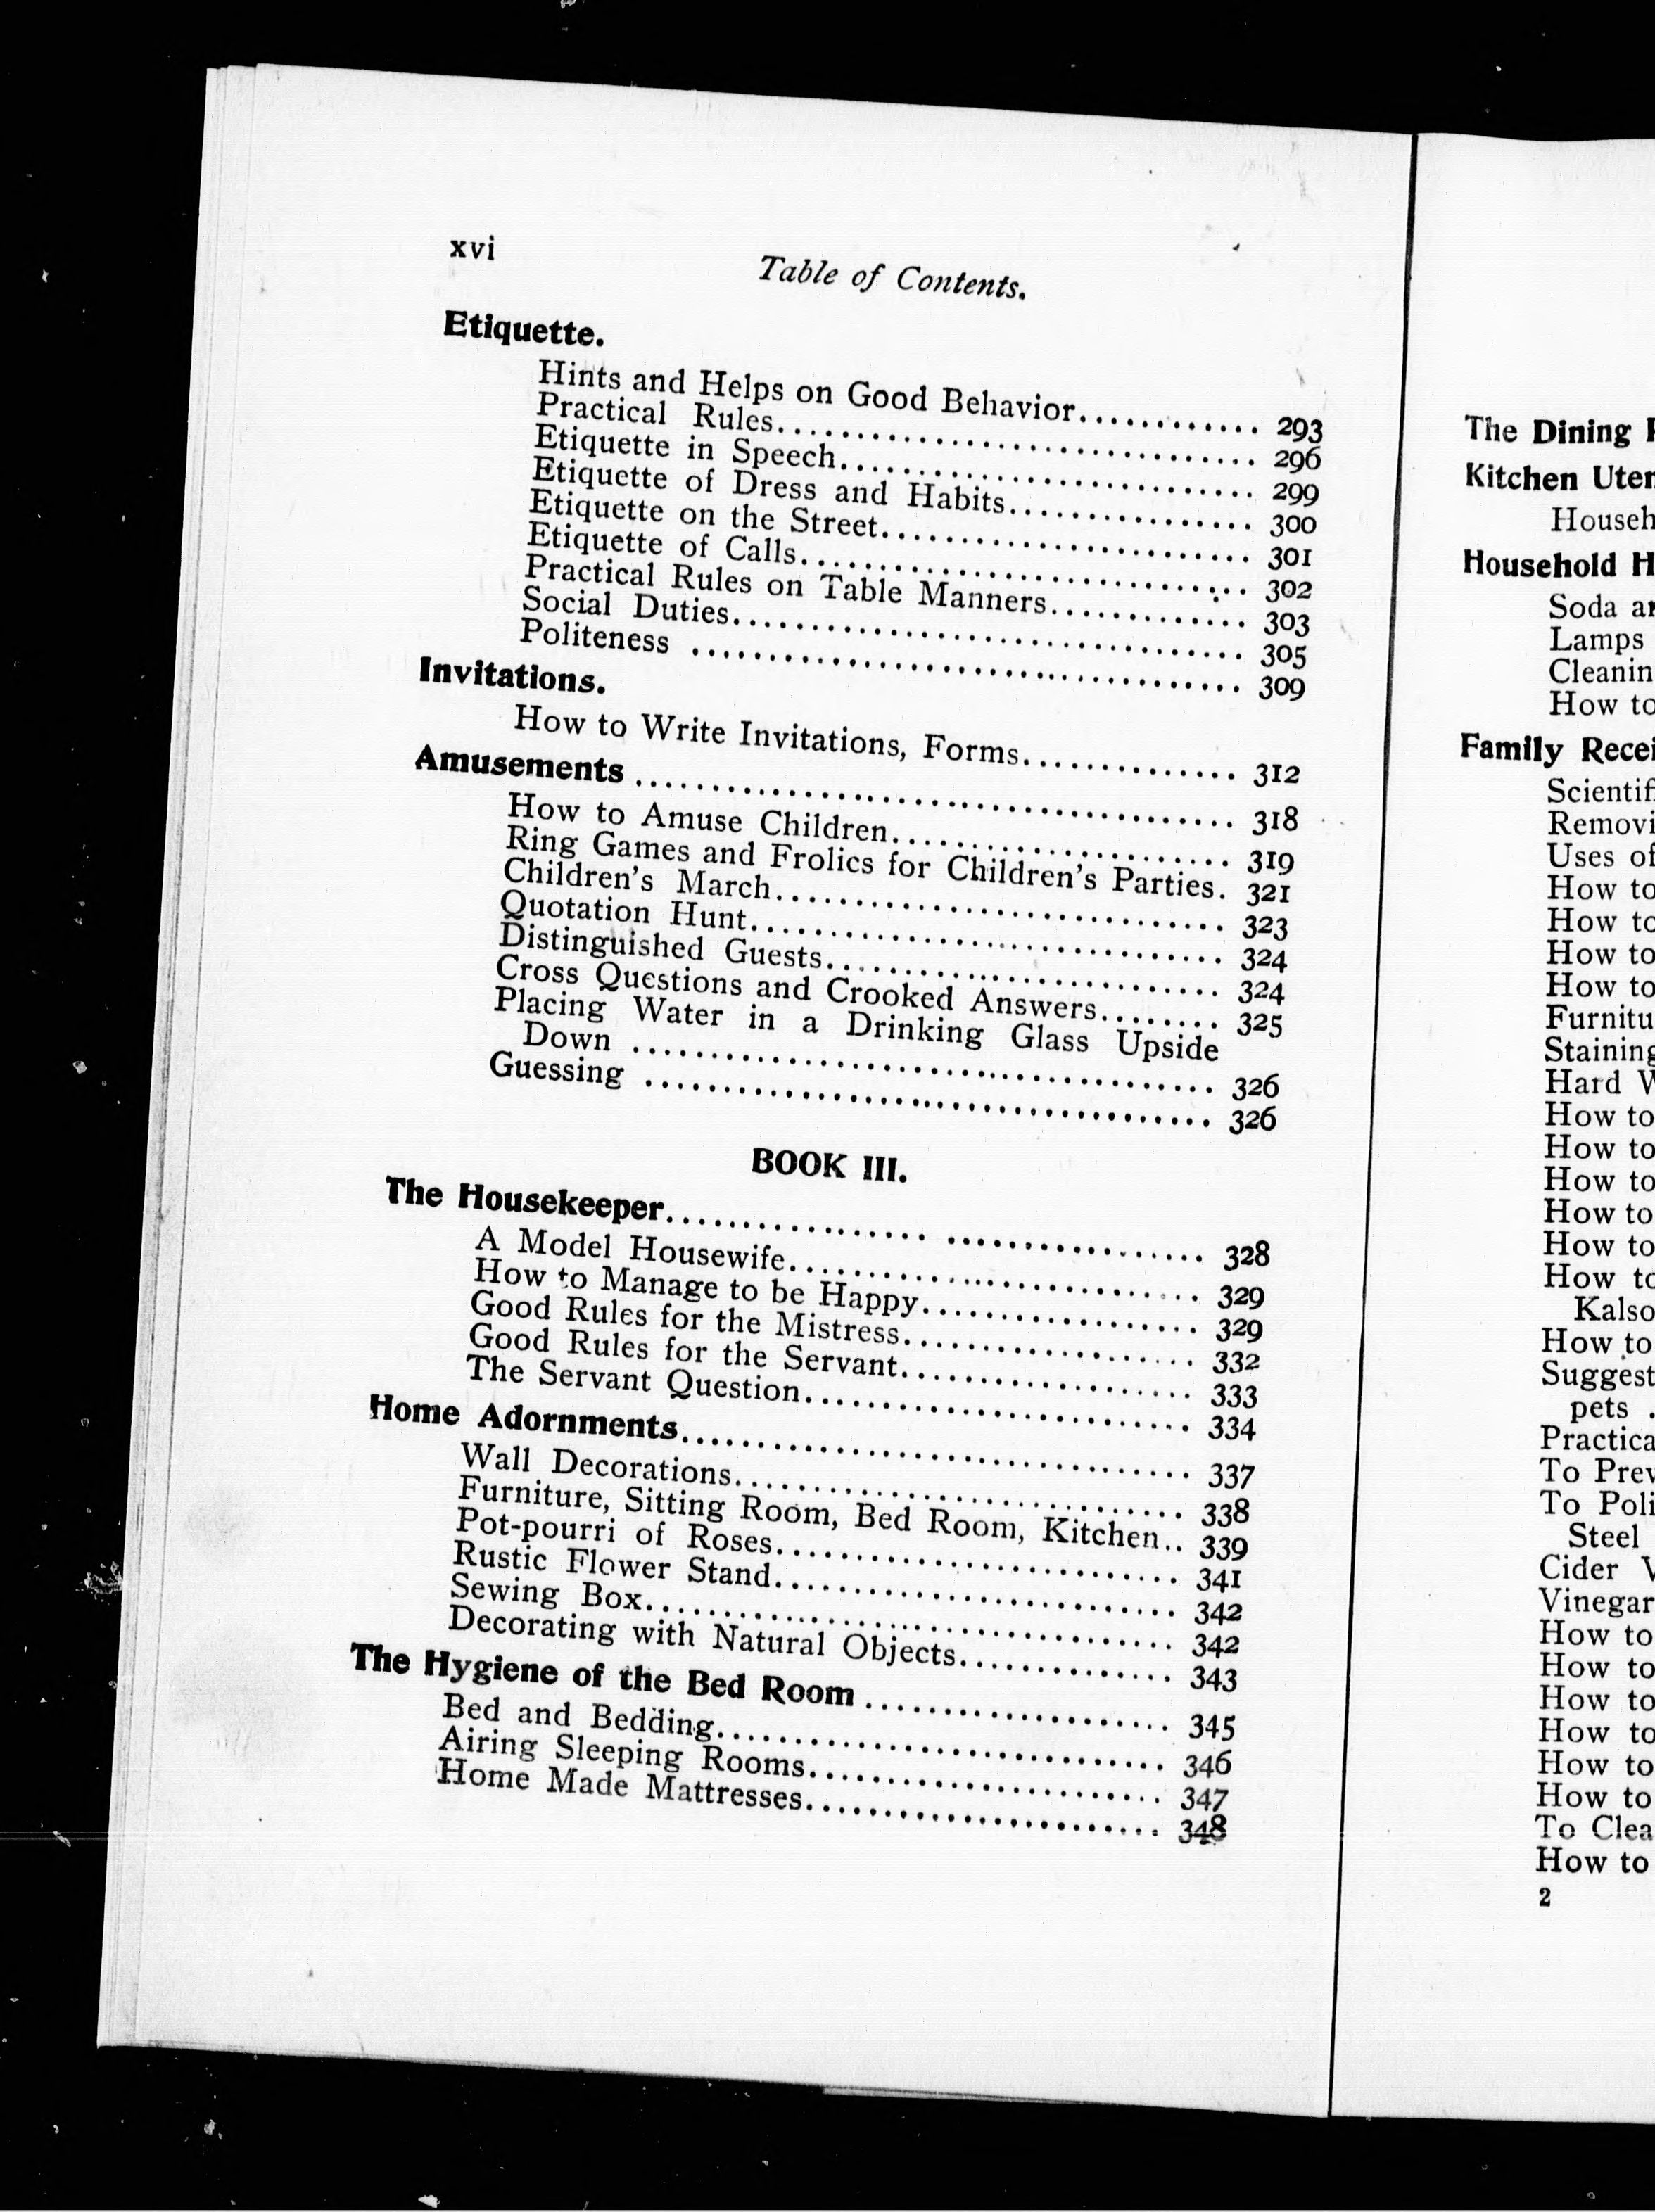 xvi
Table of Contents.
Etiquette.
Hints and Helps on Good Behavior............ 293
Practical Rules............................... 296
Etiquette in Speech........................... 299
Etiquette of Dress and Habits................ 300
Etiquette on the Street........................ 301
Etiquette of Calls............................. 302
Practical Rules on Table Manners............. 303
Social Duties................................. 305
Politeness .................................... 309
Invitations.
How to Write Invitations, Forms.............. 312
Amusements ....................................... 318
How to Amuse Children...................... 319
Ring Games and Frolics for Children's Parties. 321
Children's March............................. 323
Quotation Hunt............................... 324
Distinguished Guests.......................... 324
Cross Questions and Crooked Answers........ 325
Placing Water in a Drinking Glass Upside
Down ...................................... 326
Guessing ..................................... 326
BOOK III.
The Housekeeper................. ................. 328
A Model Housewife........................... 329
How to Manage to be Happy.................. 329
Good Rules for the Mistress................... 332
Good Rules for the Servant................... 333
The Servant Question......................... 334
Home Adornments................................. 337
Wall Decorations............................. 338
Furniture, Sitting Room, Bed Room, Kitchen.. 339
Pot-pourri of Roses.......................... 341
Rustic Flower Stand.......................... 342
Sewing Box.................................. 342
Decorating with Natural Objects.............. 343
The Hygiene of the Bed Room .................... 345
Bed and Bedding............................. 346
Airing Sleeping Rooms....................... 347
Home Made Mattresses....................... 348
The Dining
Kitchen
Househ
Household H
Soda
Lamps
Cleanin
How to
Family Recei
Scientif
Removi
Uses of
How to
How to
How to
How to
Furnitu
Staining
Hard
How to
How to
How to
How to
How to
How to
Kalso
How to
Suggest
pets .
Practica
To Prev
To Poli
Steel
Cider
Vinegar
How to
How to
How to
How to
How to
How to
To Clea
How to
2